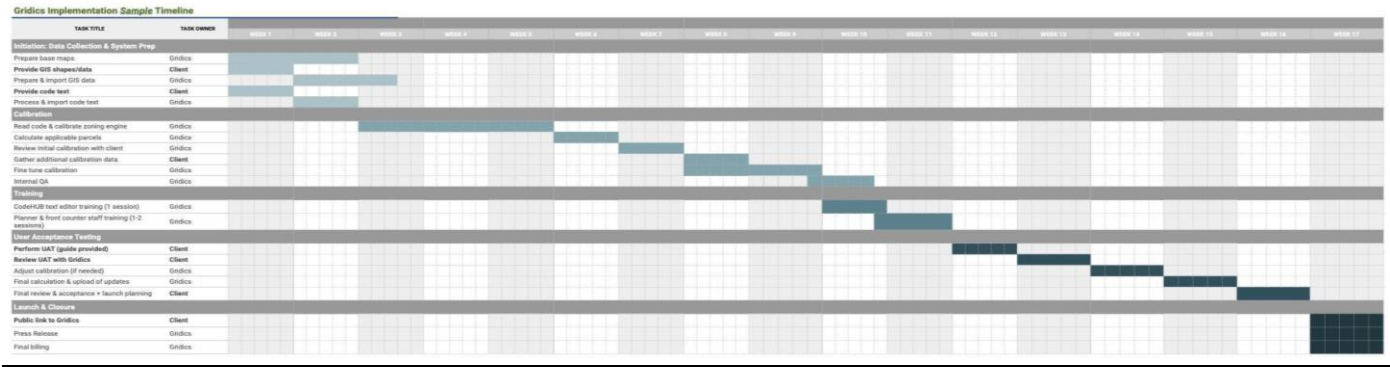 Gridics Implementation Sample Timeline
TASK TITLE TASK OWNER
WEEK 1 WEEK 2 WEEK 3 WEEK 4 WEEK 5 WEEK 6 WEEK 7 WEEK 8 WEEK 9 WEEK 10 WEEK 11 WEEK 12 WEEK 13 WEEK 14 WEEK 15 WEEK 16 WEEK 17
Initiation: Data Collection & System Prep
Prepare base maps Gridics
Provide GIS shapes/data Client
Prepare & import GIS data Gridics
Provide code text Client
Process & import code text Gridics
Calibration
Read code & calibrate zoning engine Gridics
Calculate applicable parcels Gridics
Review initial calibration with client Gridics
Gather additional calibration data Client
Fine tune calibration Gridics
Internal QA Gridics
Training
CodeHUB text editor training (1 session) Gridics
Planner & front counter staff training (1-2 sessions) Gridics
User Acceptance Testing
Perform UAT (guide provided) Client
Review UAT with Gridics Client
Adjust calibration (if needed) Gridics
Final calculation & upload of updates Gridics
Final review & acceptance + launch planning Client
Launch & Closure
Public link to Gridics Client
Press Release Gridics
Final billing Gridics